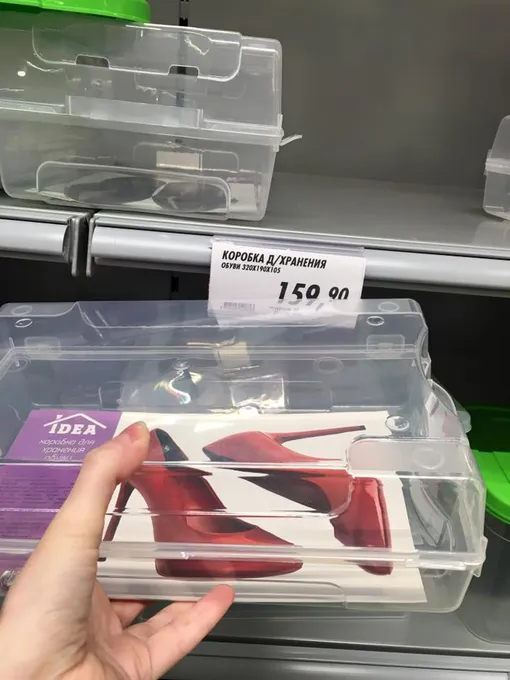 КОРОБКА Д/ХРАНЕНИЯ
ОБУВИ 320Х190Х105
159,90
IDEA
коробка для
хранения
обуви